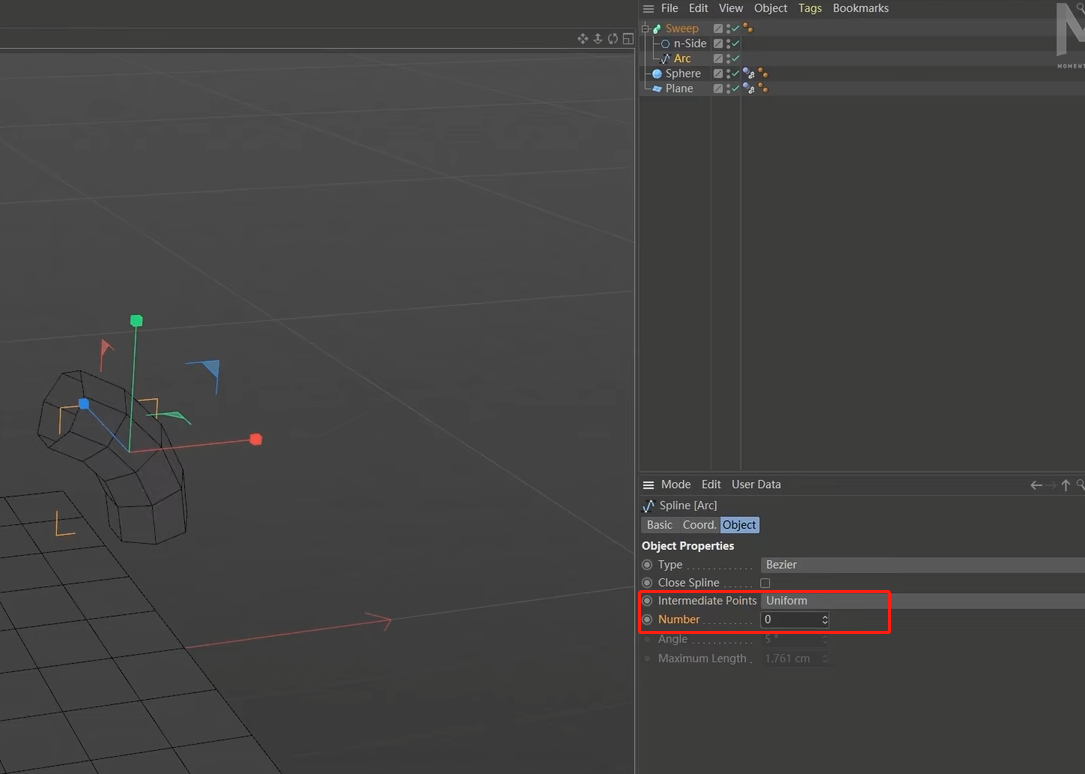 File Edit View Object Tags Bookmarks
Sweep
n-Side
Arc
Sphere
Plane
Mode Edit User Data
Spline [Arc]
Basic Coord. Object
Object Properties
Type . . . . . . . . . . . . Bezier
Close Spline . . . . . .
Intermediate Points Uniform
Number . . . . . . . . . . 0
Angle . . . . . . . . . . . 5 °
Maximum Length . 1.761 cm